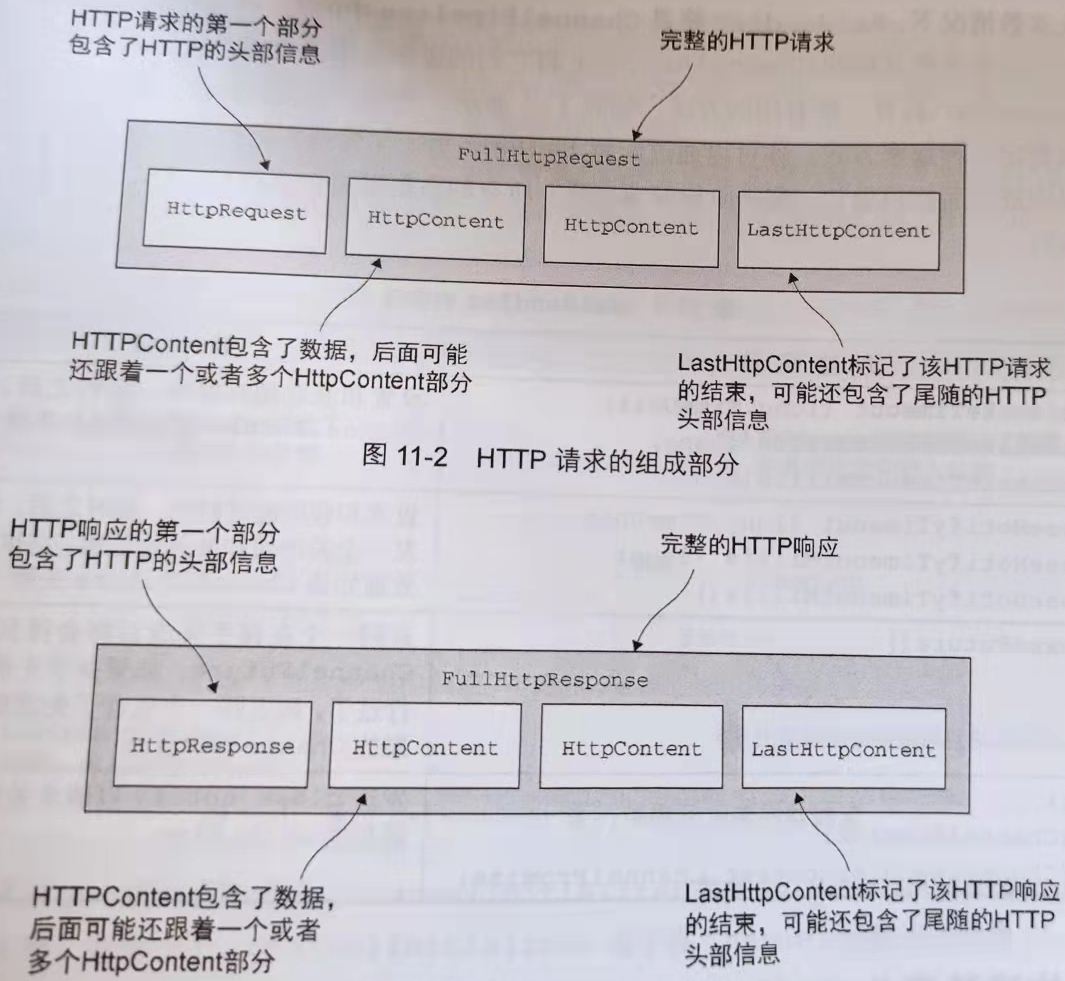 HTTP请求的第一个部分
包含了HTTP的头部信息
完整的HTTP请求
FullHttpRequest
HttpRequest
HttpContent
HttpContent
LastHttpContent
HTTPContent包含了数据，后面可能
还跟着一个或者多个HttpContent部分
LastHttpContent标记了该HTTP请求
的结束，可能还包含了尾随的HTTP
头部信息
图 11-2 HTTP 请求的组成部分
HTTP响应的第一个部分
包含了HTTP的头部信息
完整的HTTP响应
FullHttpResponse
HttpResponse
HttpContent
HttpContent
LastHttpContent
HTTPContent包含了数据，
后面可能还跟着一个或者
多个HttpContent部分
LastHttpContent标记了该HTTP响应
的结束，可能还包含了尾随的HTTP
头部信息